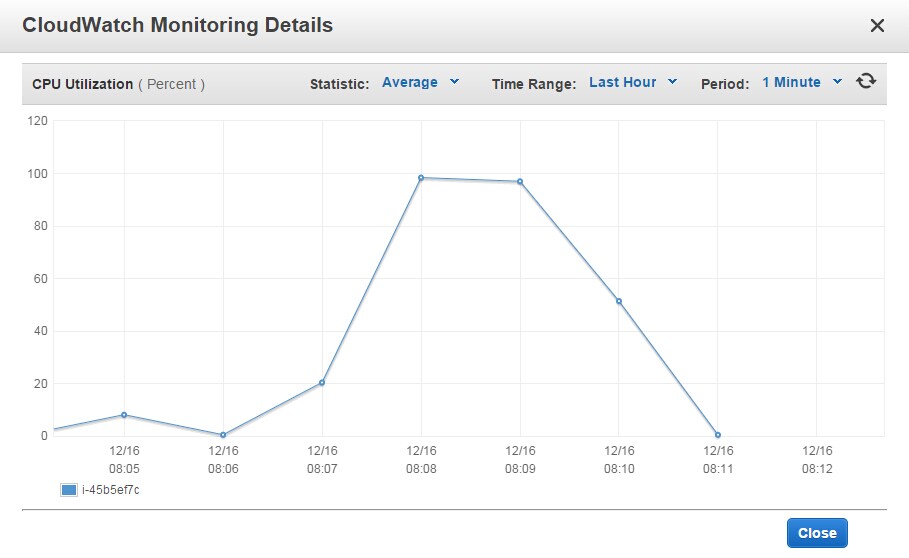 CloudWatch Monitoring Details
CPU Utilization ( Percent ) Statistic: Average Time Range: Last Hour Period: 1 Minute
120
100
80
60
40
20
0
12/16 12/16 12/16 12/16 12/16 12/16 12/16 12/16
08:05 08:06 08:07 08:08 08:09 08:10 08:11 08:12
i-45b5ef7c
Close